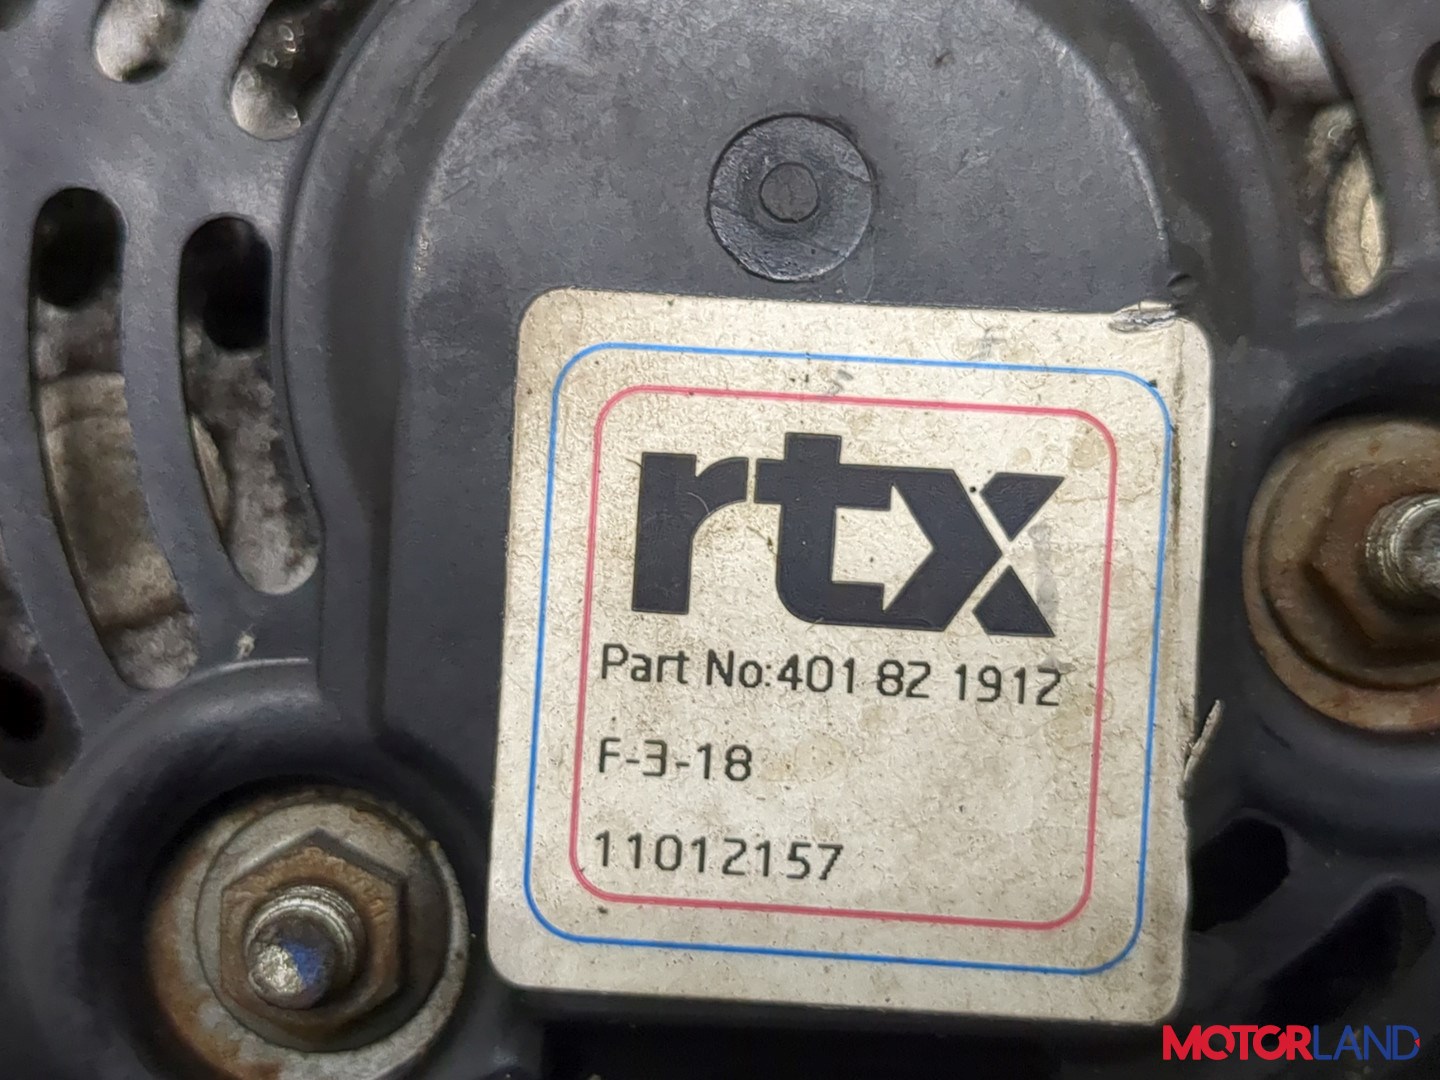 rtx
Part No:401 82 1912
F-3-18
11012157
MOTORLAND